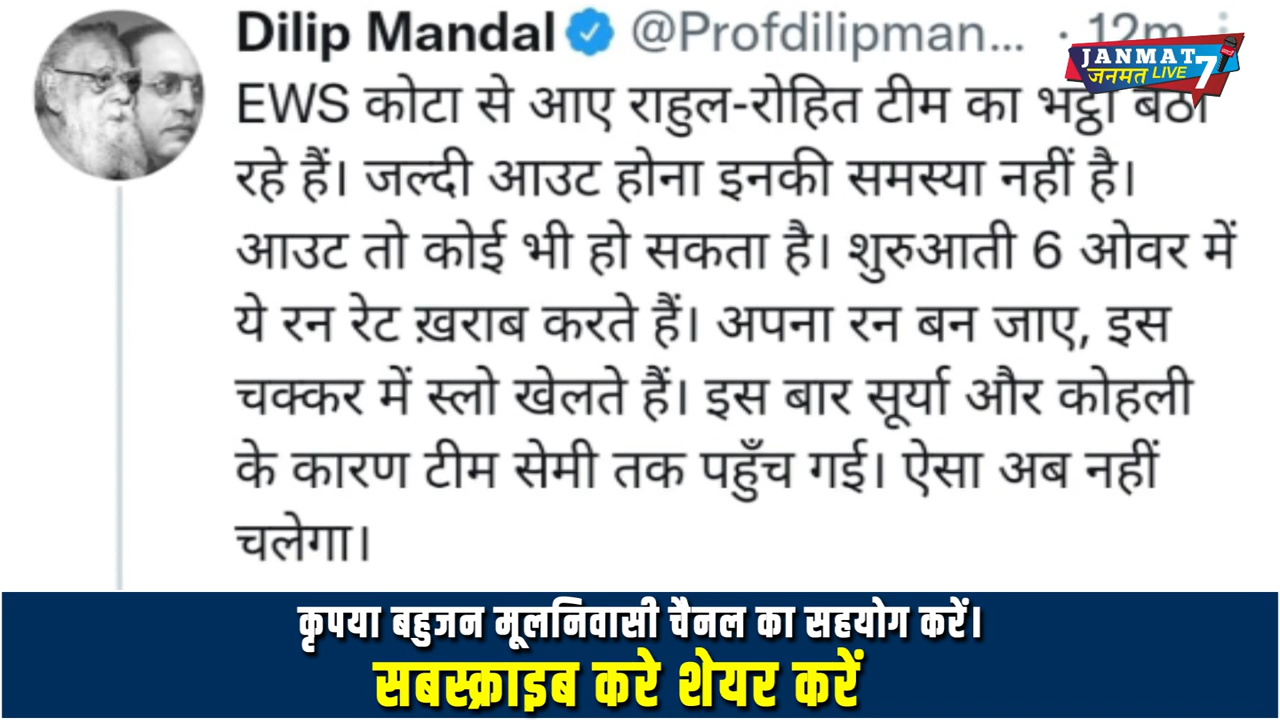 Dilip Mandal @Profdilipman... · 12m
JANMAT
जनमत LIVE 7
EWS कोटा से आए राहुल-रोहित टीम का भट्ठा बैठा
रहे हैं। जल्दी आउट होना इनकी समस्या नहीं है।
आउट तो कोई भी हो सकता है। शुरुआती 6 ओवर में
ये रन रेट ख़राब करते हैं। अपना रन बन जाए, इस
चक्कर में स्लो खेलते हैं। इस बार सूर्या और कोहली
के कारण टीम सेमी तक पहुँच गई। ऐसा अब नहीं
चलेगा।
कृपया बहुजन मूलनिवासी चैनल का सहयोग करें।
सबस्क्राइब करे शेयर करें